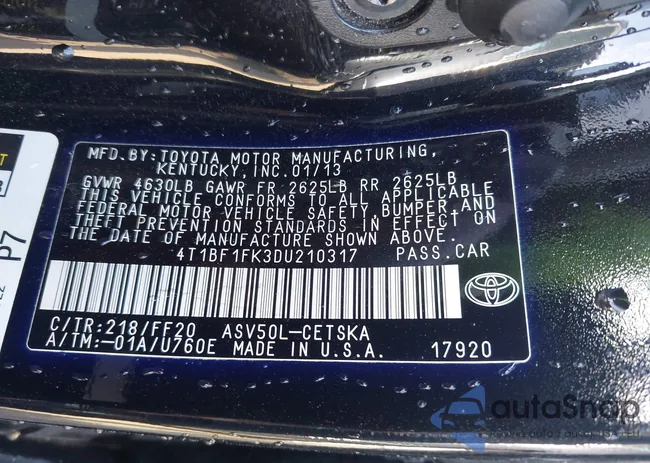 MFD.BY:TOYOTA MOTOR MANUFACTURING,
KENTUCKY, INC.01/13
GVWR 4630LB GAWR FR 2625LB RR 2625LB
THIS VEHICLE CONFORMS TO ALL APPLICABLE
FEDERAL MOTOR VEHICLE SAFETY,BUMPER,AND
THEFT PREVENTION STANDARDS IN EFFECT ON
THE DATE OF MANUFACTURE SHOWN ABOVE.
4T1BF1FK3DU210317 PASS.CAR
C/TR:218/FF20 ASV50L-CETSKA
A/TM:-01A/U760E MADE IN U.S.A. 17920
P7
autoSnap